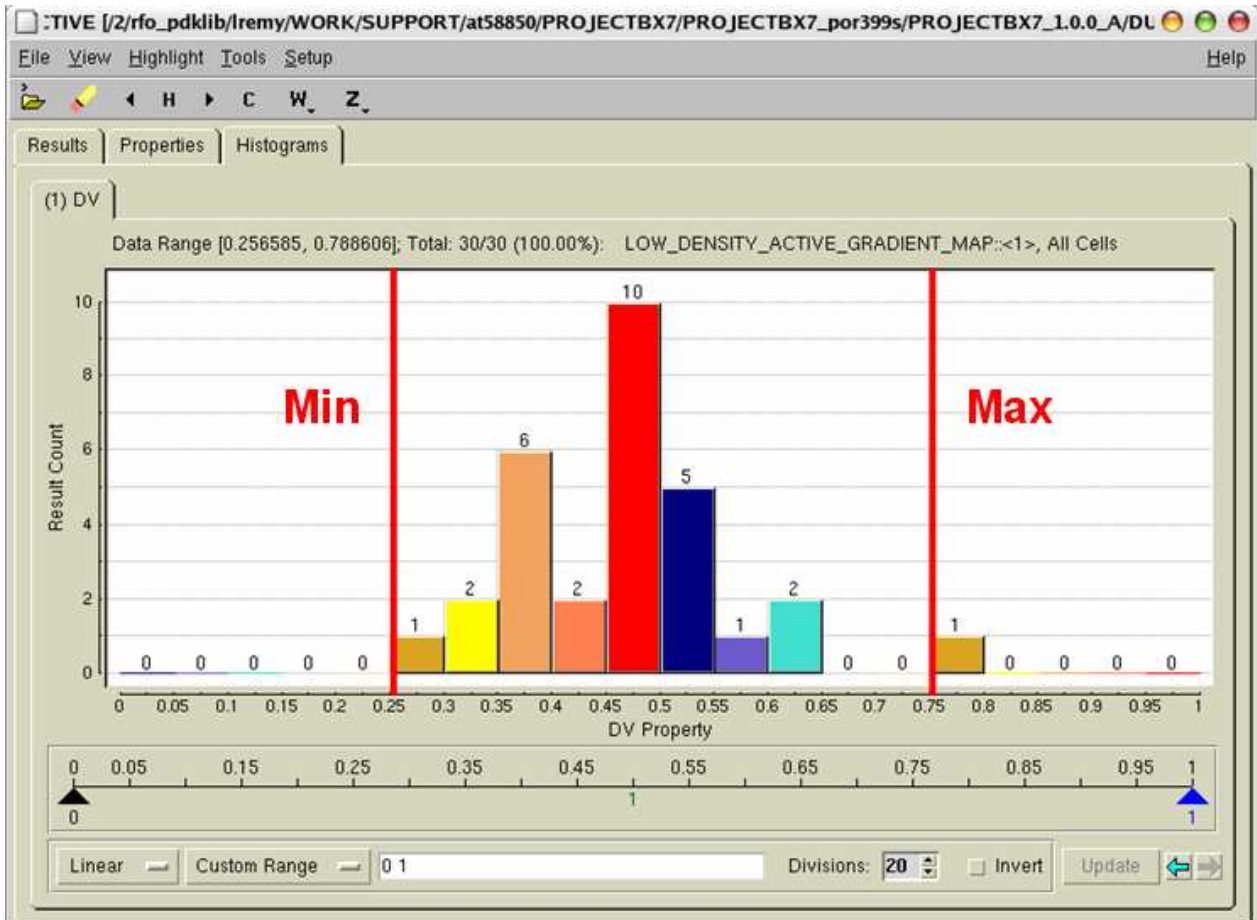 :TIVE [/2/rfo_pdklib/lremy/WORK/SUPPORT/at58850/PROJECTBX7/PROJECTBX7_por399s/PROJECTBX7_1.0.0_A/DU
File View Highlight Tools Setup Help
H C W Z
Results Properties Histograms
(1) DV
Data Range [0.256585, 0.788606]; Total: 30/30 (100.00%): LOW_DENSITY_ACTIVE_GRADIENT_MAP::<1>, All Cells
Result Count
10
8
6
4
2
0
Min
Max
0 0 0 0 0 1 2 6 2 10 5 1 2 0 0 1 0 0 0 0
0 0.05 0.1 0.15 0.2 0.25 0.3 0.35 0.4 0.45 0.5 0.55 0.6 0.65 0.7 0.75 0.8 0.85 0.9 0.95 1
DV Property
0 0.05 0.15 0.25 0.35 0.45 0.55 0.65 0.75 0.85 0.95 1
0 1 1
Linear Custom Range 0 1 Divisions: 20 Invert Update